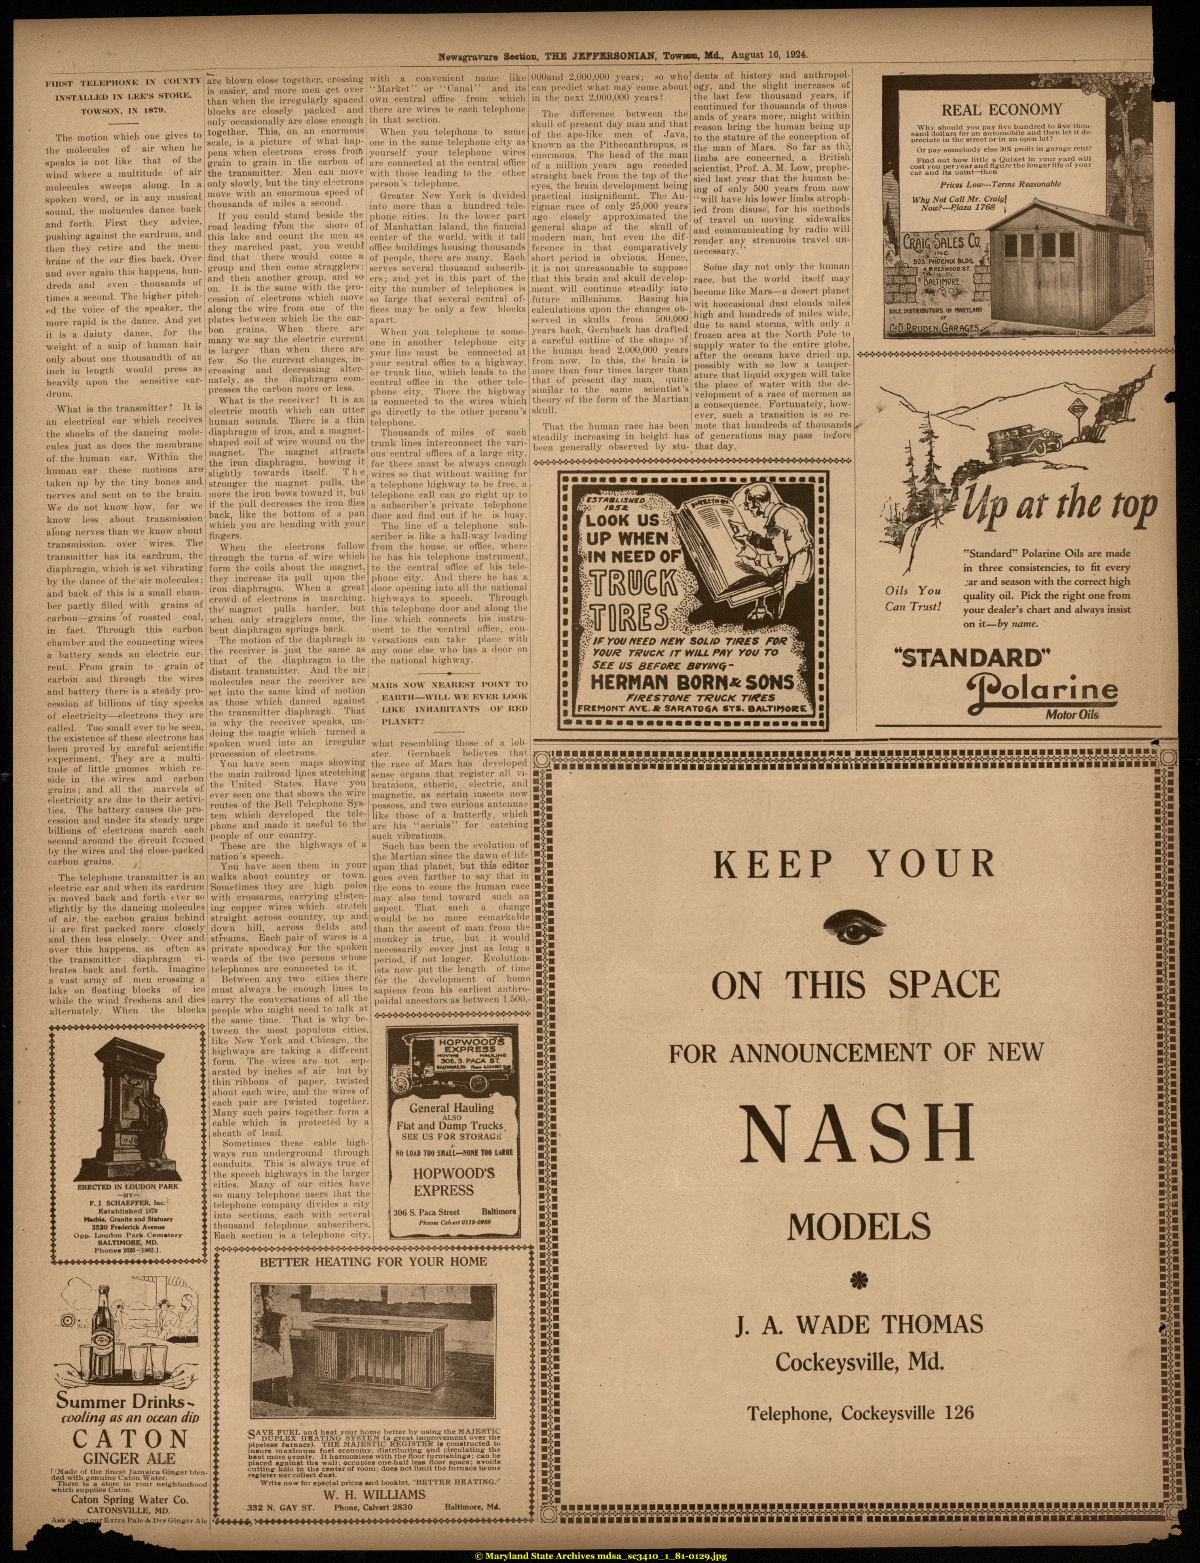 Newsgravure Section, THE JEFFERSONIAN, Towson, Md., August 16, 1924.
FIRST TELEPHONE IN COUNTY
INSTALLED IN LEE'S STORE,
TOWSON, IN 1879.
The motion which one gives to
the molecules of air when he
speaks is not like that of the
wind where a multitude of air
molecules sweeps along. In a
spoken word, or in any musical
sound, the molecules dance back
and forth. First they advice,
pushing against the eardrum, and
then they retire and the mem-
brane of the ear flies back. Over
and over again this happens, hun-
dreds and even thousands of
times a second. The higher pitch-
ed the voice of the speaker, the
more rapid is the dance. And yet
it is a dainty dance, for the
weight of a snip of human hair
only about one thousandth of an
inch in length would press as
heavily upon the sensitive ear-
drum.
What is the transmitter? It is
an electrical ear which receives
the shocks of the dancing mole-
cules just as does the membrane
of the human ear. Within the
human ear these motions are
taken up by the tiny bones and
nerves and sent on to the brain.
We do not know how, for we
know less about transmission
along nerves than we know about
transmission over wires. The
transmitter has its eardrum, the
diaphragm, which is set vibrating
by the dance of the air molecules;
and back of this is a small cham-
ber partly filled with grains of
carbon—grains of roasted coal,
in fact. Through this carbon
chamber and the connecting wires
a battery sends an electric cur-
rent. From grain to grain of
carbon and through the wires
and battery there is a steady pro-
cession of billions of tiny specks
of electricity—electrons they are
called. Too small ever to be seen,
the existence of these electrons has
been proved by careful scientific
experiment. They are a multi-
tude of little gnomes which re-
side in the wires and carbon
grains; and all the marvels of
electricity are due to their activi-
ties. The battery causes the pro-
cession and under its steady urge
billions of electrons march each
second around the circuit formed
by the wires and the close-packed
carbon grains.
The telephone transmitter is an
electric ear and when its eardrum
is moved back and forth ever so
slightly by the dancing molecules
of air, the carbon grains behind
it are first packed more closely
and then less closely. Over and
over this happens, as often as
the transmitter diaphragm vi-
brates back and forth. Imagine
a vast army of men crossing a
lake on floating blocks of ice
while the wind freshens and dies
alternately. When the blocks
ERECTED IN LOUDON PARK
—BY—
F. J. SCHAEFFER, Inc.
Established 1879
Marble, Granite and Statuary
3520 Frederick Avenue
Opp. Loudon Park Cemetery
BALTIMORE, MD.
Summer Drinks-
cooling as an ocean dip
CATON
GINGER ALE
Made of the finest Jamaica Ginger blen-
ded with genuine Caton Water.
There is a store in your neighborhood
which supplies Caton.
Caton Spring Water Co.
CATONSVILLE, MD.
Ask about our Extra Pale & Dry Ginger Ale
are blown close together, crossing
is easier, and more men get over
than when the irregularly spaced
blocks are closely packed and
only occasionally are close enough
together. This, on an enormous
scale, is a picture of what hap-
pens when electrons cross from
grain to grain in the carbon of
the transmitter. Men can move
only slowly, but the tiny electrons
move with an enormous speed of
thousands of miles a second.
If you could stand beside the
road leading from the shore of
this lake and count the men as
they marched past, you would
find that there would come a
group and then come stragglers;
and then another group, and so
on. It is the same with the pro-
cession of electrons which move
along the wire from one of the
plates between which lie the car-
bon grains. When there are
many we say the electric current
is larger than when there are
few. So the current changes, in-
creasing and decreasing alter-
nately, as the diaphragm com-
presses the carbon more or less.
What is the receiver? It is an
electric mouth which can utter
human sounds. There is a thin
diaphragm of iron, and a magnet-
shaped coil of wire wound on the
magnet. The magnet attracts
the iron diaphragm, bowing it
slightly towards itself. The
stronger the magnet pulls, the
more the iron bows toward it, but
if the pull decreases the iron flies
back, like the bottom of a pan
which you are bending with your
fingers.
When the electrons follow
through the turns of wire which
form the coils about the magnet,
they increase its pull upon the
iron diaphragm. When a great
crowd of electrons is marching,
the magnet pulls harder, but
when only stragglers come, the
bent diaphragm springs back.
The motion of the diaphragm in
the receiver is just the same as
that of the diaphragm in the
distant transmitter. And the air
molecules near the receiver are
set into the same kind of motion
as those which danced against
the transmitter diaphragh. That
is why the receiver speaks, un-
doing the magic which turned a
spoken word into an irregular
procession of electrons.
You have seen maps showing
the main railroad lines stretching
the United States. Have you
ever seen one that shows the wire
routes of the Bell Telephone Sys-
tem which developed the tele-
phone and made it useful to the
people of our country.
These are the highways of a
nation's speech.
You have seen them in your
walks about country or town.
Sometimes they are high poles
with crossarms, carrying glisten-
ing copper wires which stretch
straight across country, up and
down hill, across fields and
streams. Each pair of wires is a
private speedway for the spoken
words of the two persons whose
telephones are connected to it.
Between any two cities there
must always be enough lines to
carry the conversations of all the
people who might need to talk at
the same time. That is why be-
tween the most populous cities,
like New York and Chicago, the
highways are taking a different
form. The wires are not sep-
arated by inches of air but by
thin ribbons of paper, twisted
about each wire, and the wires of
each pair are twisted together.
Many such pairs together form a
cable which is protected by a
sheath of lead.
Sometimes these cable high-
ways run underground through
conduits. This is always true of
the speech highways in the larger
cities. Many of our cities have
so many telephone users that the
telephone company divides a city
into sections, each with several
thousand telephone subscribers.
Each section is a telephone city,
with a convenient name like
"Market" or "Canal" and its
own central office from which
there are wires to each telephone
in that section.
When you telephone to some
one in the same telephone city as
yourself your telephone wires
are connected at the central office
with those leading to the other
person's telephone.
Greater New York is divided
into more than a hundred tele-
phone cities. In the lower part
of Manhattan Island, the fiancial
center of the world, with it tall
office buildings housing thousands
of people, there are many. Each
serves several thousand subscrib-
ers; and yet in this part of the
city the number of telephones is
so large that several central of-
fices may be only a few blocks
apart.
When you telephone to some-
one in another telephone city
your line must be connected at
your central office to a highway,
or trunk line, which leads to the
central office in the other tele-
phone city. There the highway
is connected to the wires which
go directly to the other person's
telephone.
Thousands of miles of such
trunk lines interconnect the vari-
ous central offices of a large city,
for there must be always enough
wires so that without waiting for
a telephone highway to be free, a
telephone call can go right up to
a subscriber's private telephone
door and find out if he is busy.
The line of a telephone sub-
scriber is like a hall-way leading
from the house, or office, where
he has his telephone instrument,
to the central office of his tele-
phone city. And there he has a
door opening into all the national
highways to speech. Through
this telephone door and along the
line which connects his instru-
ment to the central office, con-
versations can take place with
any oone else who has a door on
the national highway.
MARS NOW NEAREST POINT TO
EARTH—WILL WE EVER LOOK
LIKE INHABITANTS OF RED
PLANET?
what resembling those of a lob-
ster. Gernback believes that
the race of Mars has developed
sense organs that register all vi-
brataions, etheric, electric, and
magnetic, as certain insects now
possess, and two curious antennae
like those of a butterfly, which
are his "aerials" for catching
such vibrations.
Such has been the evolution of
the Martian since the dawn of life
upon that planet, but this editor
goes even farther to say that in
the eons to come the human race
may also tend toward such an
aspect. That such a change
would be no more remarkable
than the ascent of man from the
monkey is true, but it would
necessarily cover just as long a
period, if not longer. Evolution-
ists now put the length of time
for the development of homo
sapiens from his earliest anthro-
poidal ancestors as between 1,500,-
HOPWOOD'S
EXPRESS
MOVING HAULING
306 S. PACA ST.
General Hauling
ALSO
Flat and Dump Trucks
SEE US FOR STORAGE
NO LOAD TOO SMALL—NONE TOO LARGE
HOPWOOD'S
EXPRESS
306 S. Paca Street Baltimore
Phones Calvert 0119-0988
BETTER HEATING FOR YOUR HOME
SAVE FUEL and heat your home better by using the MAJESTIC
DUPLEX HEATING SYSTEM (a great improvement over the
pipeless furnace). THE MAJESTIC REGISTER is constructed to
insure maximum fuel economy, distributing and circulating the
heat more evenly. It harmonizes with the floor furnishings; can be
placed against the wall; occupies one-half less floor space; avoids
cutting hole in the center of room; does not limit the furnace to one
register nor collect dust.
Write now for special prices and booklet, "BETTER HEATING."
W. H. WILLIAMS
332 N. GAY ST. Phone, Calvert 2830 Baltimore, Md.
000and 2,000,000 years; so who
can predict what may come about
in the next 2,000,000 years?
The difference between the
skull of present day man and that
of the ape-like men of Java,
known as the Pithecanthropus, is
enormous. The head of the man
of a million years ago receded
straight back from the top of the
eyes, the brain development being
practical insignificant. The Au-
rignac race of only 25,000 years
ago closely approximated the
general shape of the skull of
modern man, but even the dif-
ference in that comparatively
short period is obvious. Hence,
it is not unreasonable to suppose
that this brain and skull develop-
ment will continue steadily into
future milleniums. Basing his
calculations upon the changes ob-
served in skulls from 500,000
years back, Gernback has drafted
a careful outline of the shape of
the human head 2,000,000 years
from now. In this, the brain is
more than four times larger than
that of present day man, quite
similar to the same scientist's
theory of the form of the Martian
skull.
That the human race has been
steadily increasing in height has
been generally observed by stu-
dents of history and anthropol-
ogy, and the slight increases of
the last few thousand years, if
continued for thousands of thous-
ands of years more, might within
reason bring the human being up
to the stature of the conception of
the man of Mars. So far as the
limbs are concerned, a British
scientist, Prof. A. M. Low, prophe-
sied last year that the human be-
ing of only 500 years from now
"will have his lower limbs atroph-
ied from disuse, for his methods
of travel on moving sidewalks
and communicating by radio will
render any strenuous travel un-
necessary."
Some day not only the human
race, but the world itself may
become like Mars—a desert planet
wit hoccasional dust clouds miles
high and hundreds of miles wide,
due to sand storms, with only a
frozen area at the North Pole to
supply water to the entire globe,
after the oceans have dried up,
possibly with so low a temper-
ature that liquid oxygen will take
the place of water with the de-
velopment of a race of mermen as
a consequence. Fortunately, how-
ever, such a transition is so re-
mote that hundreds of thousands
of generations may pass before
that day.
ESTABLISHED
1852
DIRECTORY
LOOK US
UP WHEN
IN NEED OF
TRUCK
TIRES
IF YOU NEED NEW SOLID TIRES FOR
YOUR TRUCK IT WILL PAY YOU TO
SEE US BEFORE BUYING-
HERMAN BORN & SONS
FIRESTONE TRUCK TIRES
FREMONT AVE. & SARATOGA STS. BALTIMORE
REAL ECONOMY
Why should you pay five hundred to five thou-
sand dollars for an automobile and then let it de-
preciate in the street or in an open lot?
Or pay somebody else 90% profit in garage rent?
Find out how little a Quizset in your yard will
cost you per year and figure the longer life of your
car and its paint—then
Prices Low---Terms Reasonable
Why Not Call Mr. Craig!
Now?---Plaza 1768
CRAIG SALES CO.
INC.
503 PHOENIX BLDG.
4 E REDWOOD ST.
BALTIMORE.
SOLE DISTRIBUTORS IN MARYLAND
OF
C.D. PRUDEN GARAGES.
Up at the top
Oils You
Can Trust!
"Standard" Polarine Oils are made
in three consistencies, to fit every
car and season with the correct high
quality oil. Pick the right one from
your dealer's chart and always insist
on it—by name.
"STANDARD"
Polarine
Motor Oils
KEEP YOUR
ON THIS SPACE
FOR ANNOUNCEMENT OF NEW
NASH
MODELS
J. A. WADE THOMAS
Cockeysville, Md.
Telephone, Cockeysville 126
© Maryland State Archives mdsa_sc3410_1_81-0129.jpg